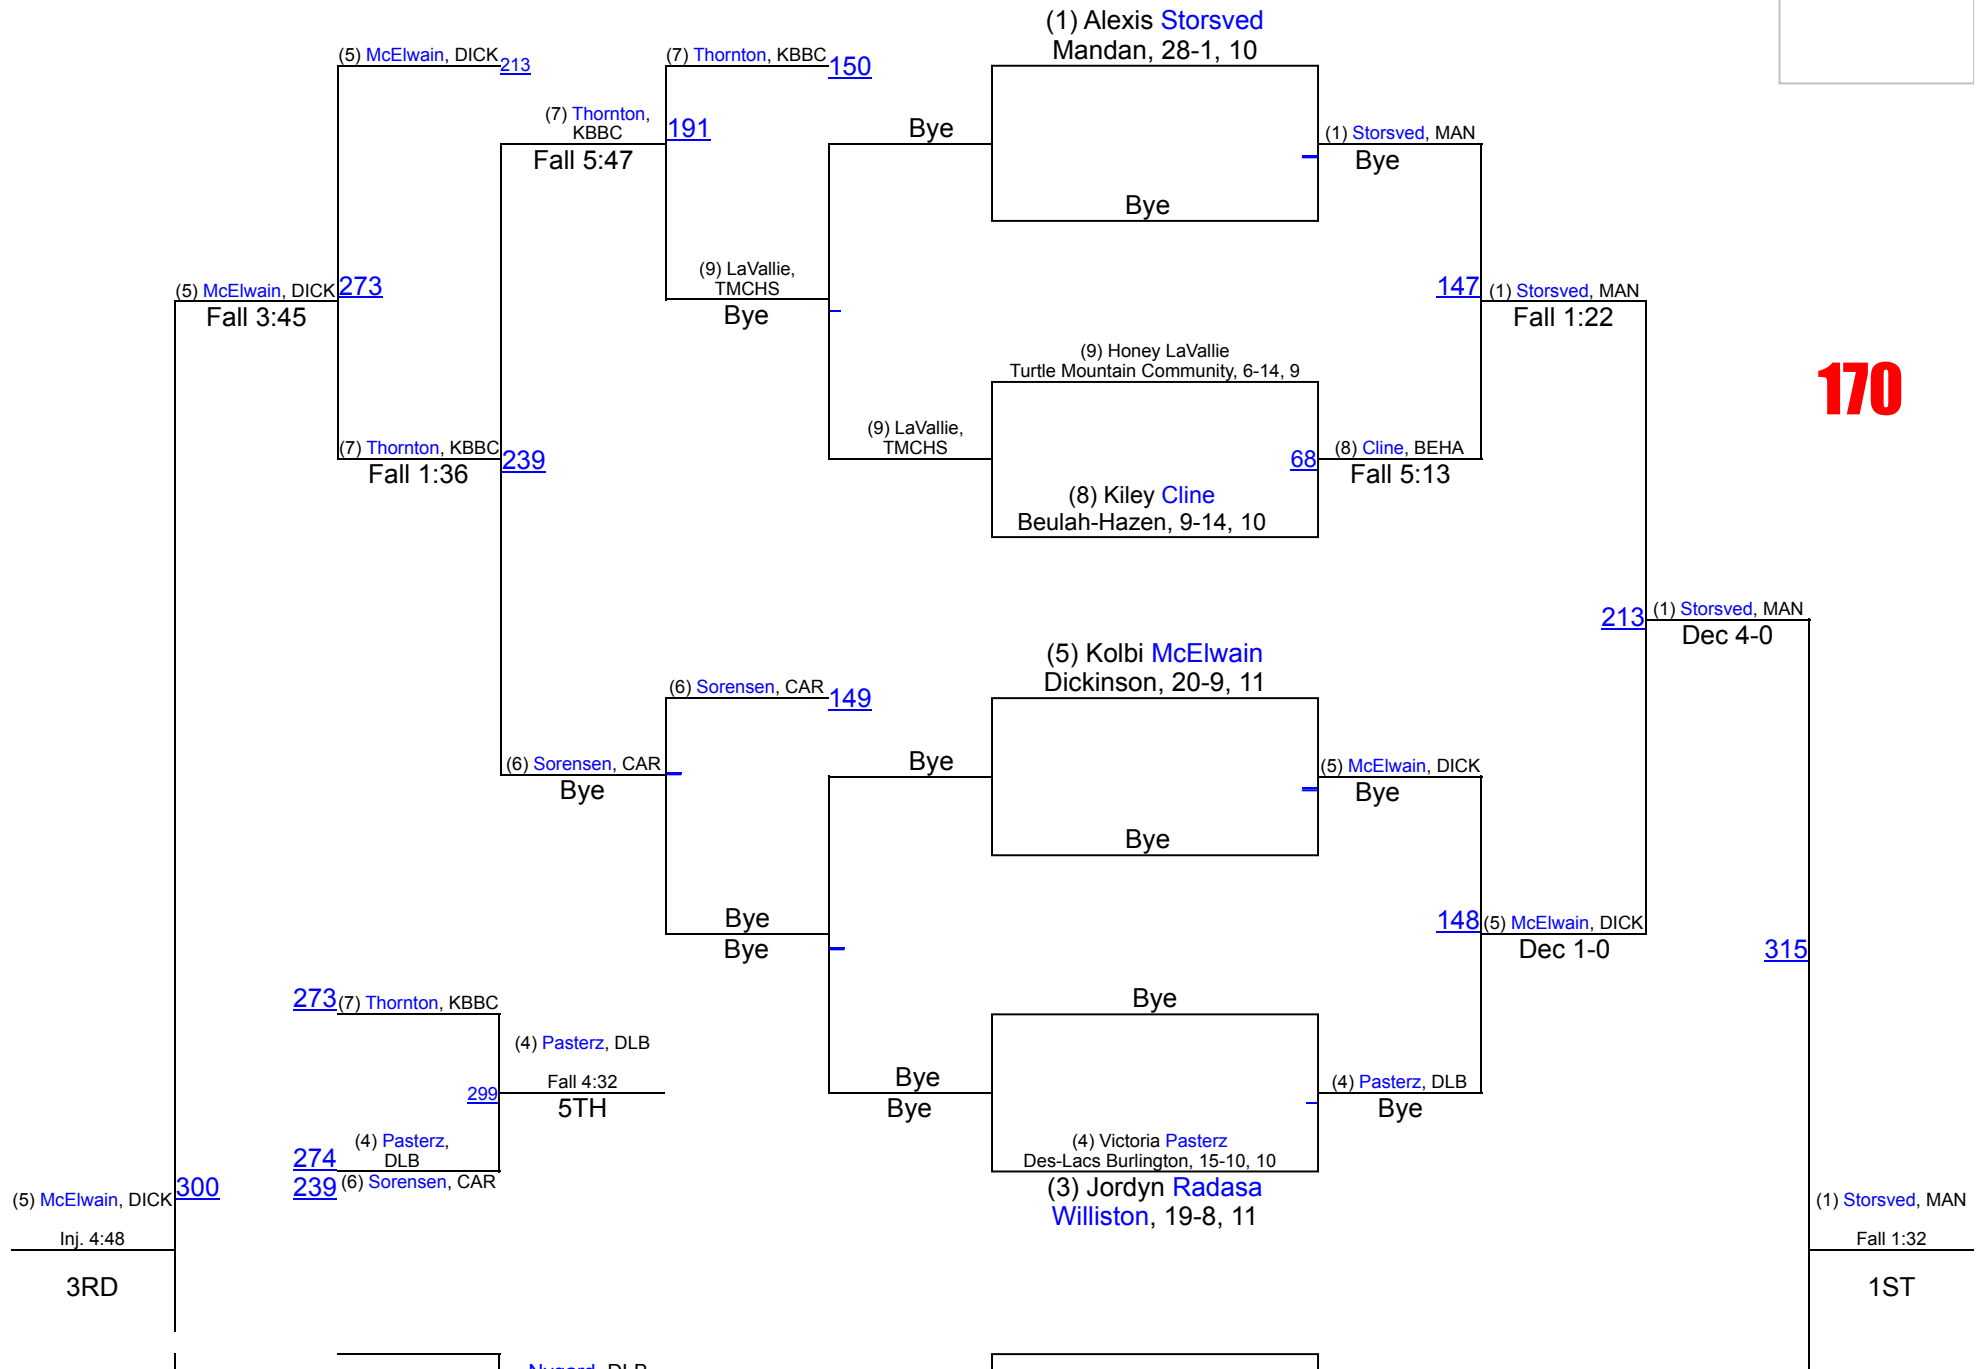 (1) Alexis Storsved
Mandan, 28-1, 10
(5) McElwain, DICK
213
(7) Thornton, KBBC
150
(7) Thornton,
KBBC
191
Fall 5:47
Bye
(1) Storsved, MAN
Bye
Bye
(9) LaVallie,
TMCHS
Bye
(5) McElwain, DICK
273
Fall 3:45
147
(1) Storsved, MAN
Fall 1:22
(9) Honey LaVallie
Turtle Mountain Community, 6-14, 9
170
(9) LaVallie,
TMCHS
(7) Thornton, KBBC
239
Fall 1:36
68
(8) Cline, BEHA
Fall 5:13
(8) Kiley Cline
Beulah-Hazen, 9-14, 10
213
(1) Storsved, MAN
Dec 4-0
(5) Kolbi McElwain
Dickinson, 20-9, 11
(6) Sorensen, CAR
149
(6) Sorensen, CAR
Bye
Bye
(5) McElwain, DICK
Bye
Bye
Bye
Bye
148
(5) McElwain, DICK
Dec 1-0
315
273
(7) Thornton, KBBC
Bye
(4) Pasterz, DLB
Fall 4:32
299
5TH
Bye
Bye
(4) Pasterz, DLB
Bye
274
(4) Pasterz,
DLB
(4) Victoria Pasterz
Des-Lacs Burlington, 15-10, 10
239
(6) Sorensen, CAR
(3) Jordyn Radasa
Williston, 19-8, 11
(5) McElwain, DICK
300
Inj. 4:48
3RD
(1) Storsved, MAN
Fall 1:32
1ST